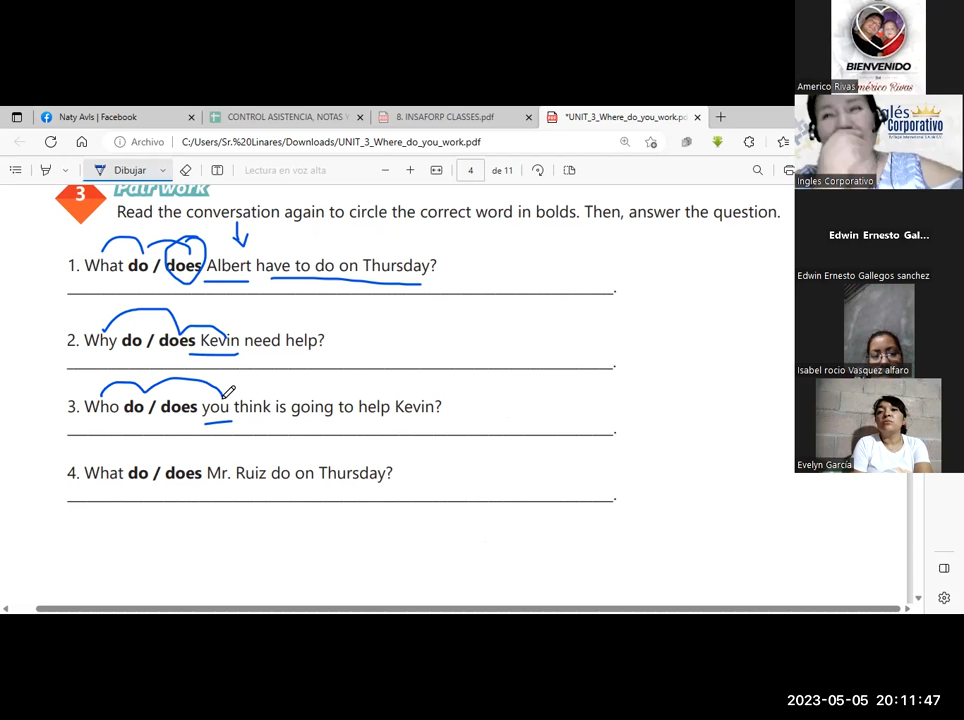 BIENVENIDO
DE
Américo Rivas
Americo Rivas
Naty Avls | Facebook
CONTROL ASISTENCIA, NOTAS Y
8. INSAFORP CLASSES.pdf
*UNIT_3_Where_do_you_work.pd
Inglés
Corporativo
Archivo
C:/Users/Sr.%20Linares/Downloads/UNIT_3_Where_do_you_work.pdf
Dibujar
Lectura en voz alta
4
de 11
Ingles Corporativo
3
Pair work
Read the conversation again to circle the correct word in bolds. Then, answer the question.
Edwin Ernesto Gal...
1. What do / does Albert have to do on Thursday?
Edwin Ernesto Gallegos sanchez
2. Why do / does Kevin need help?
Isabel rocio Vasquez alfaro
3. Who do / does you think is going to help Kevin?
Evelyn García
4. What do / does Mr. Ruiz do on Thursday?
2023-05-05 20:11:47